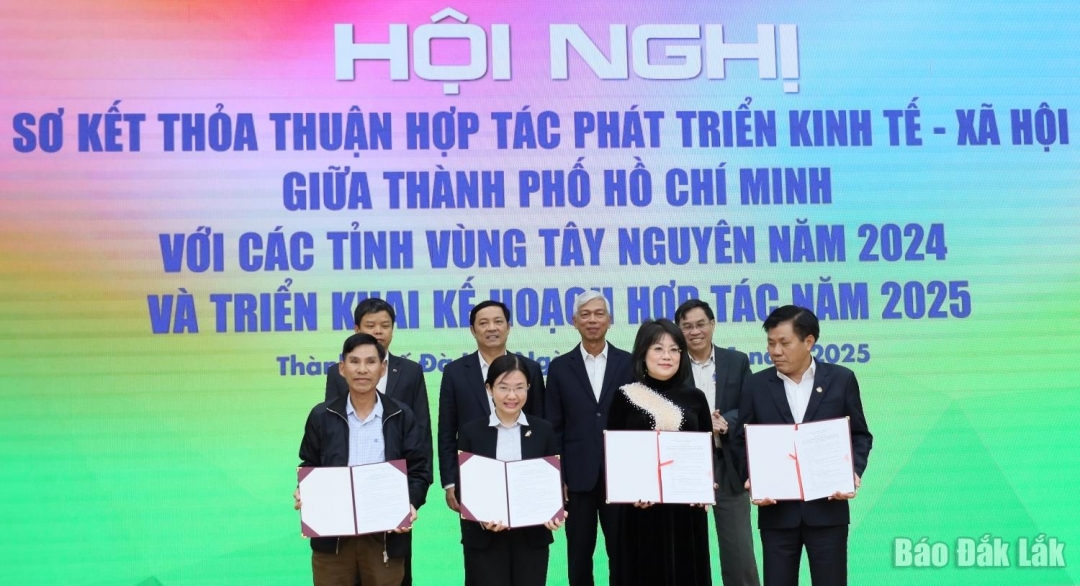 HỘI NGHỊ
SƠ KẾT THỎA THUẬN HỢP TÁC PHÁT TRIỂN KINH TẾ - XÃ HỘI
GIỮA THÀNH PHỐ HỒ CHÍ MINH
VỚI CÁC TỈNH VÙNG TÂY NGUYÊN NĂM 2024
VÀ TRIỂN KHAI KẾ HOẠCH HỢP TÁC NĂM 2025
Thành Đà 2025
Báo Đắk Lắk